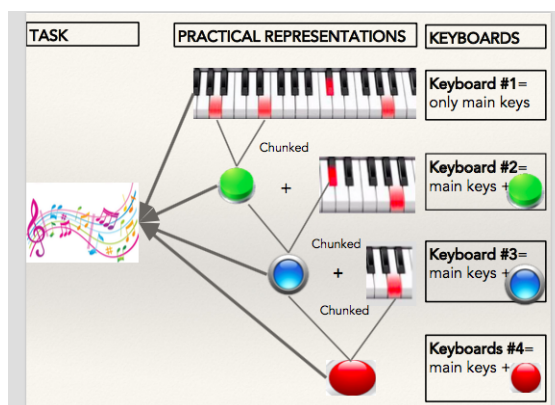 TASK
PRACTICAL REPRESENTATIONS
KEYBOARDS
Keyboard #1=
only main keys
Chunked
+
Keyboard #2=
main keys +
Chunked
+
Keyboard #3=
main keys +
Chunked
Keyboards #4=
main keys +